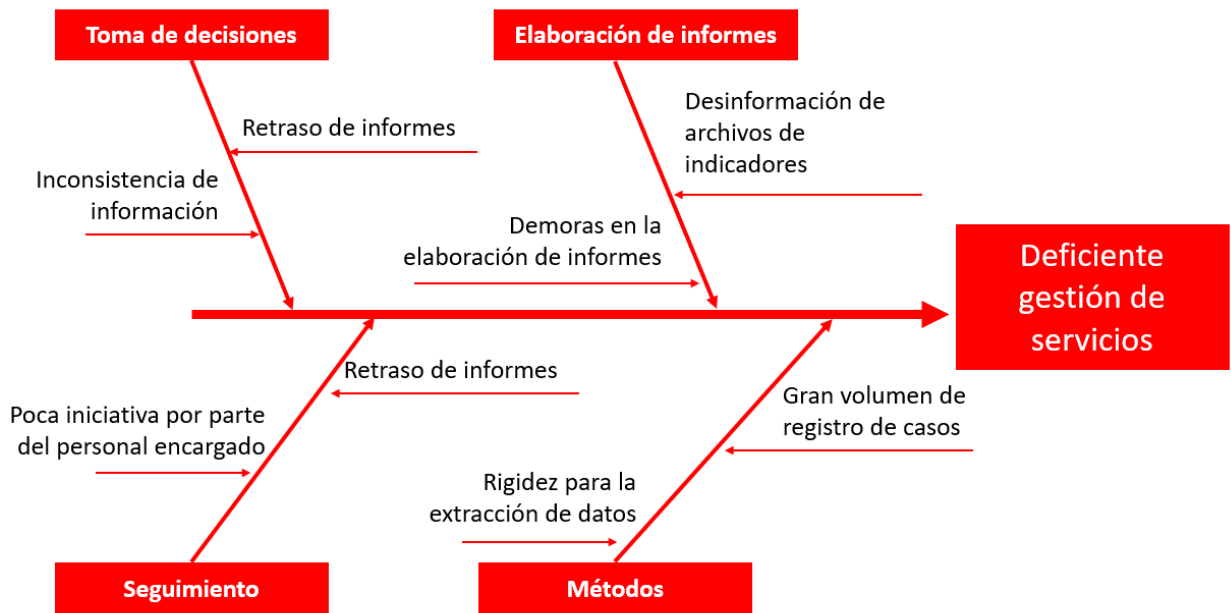 Toma de decisiones
Elaboración de informes
Desinformación de
archivos de
indicadores
Retraso de informes
Inconsistencia de
información
Demoras en la
elaboración de informes
Deficiente
gestión de
servicios
Retraso de informes
Gran volumen de
registro de casos
Poca iniciativa por parte
del personal encargado
Rigidez para la
extracción de datos
Seguimiento
Métodos